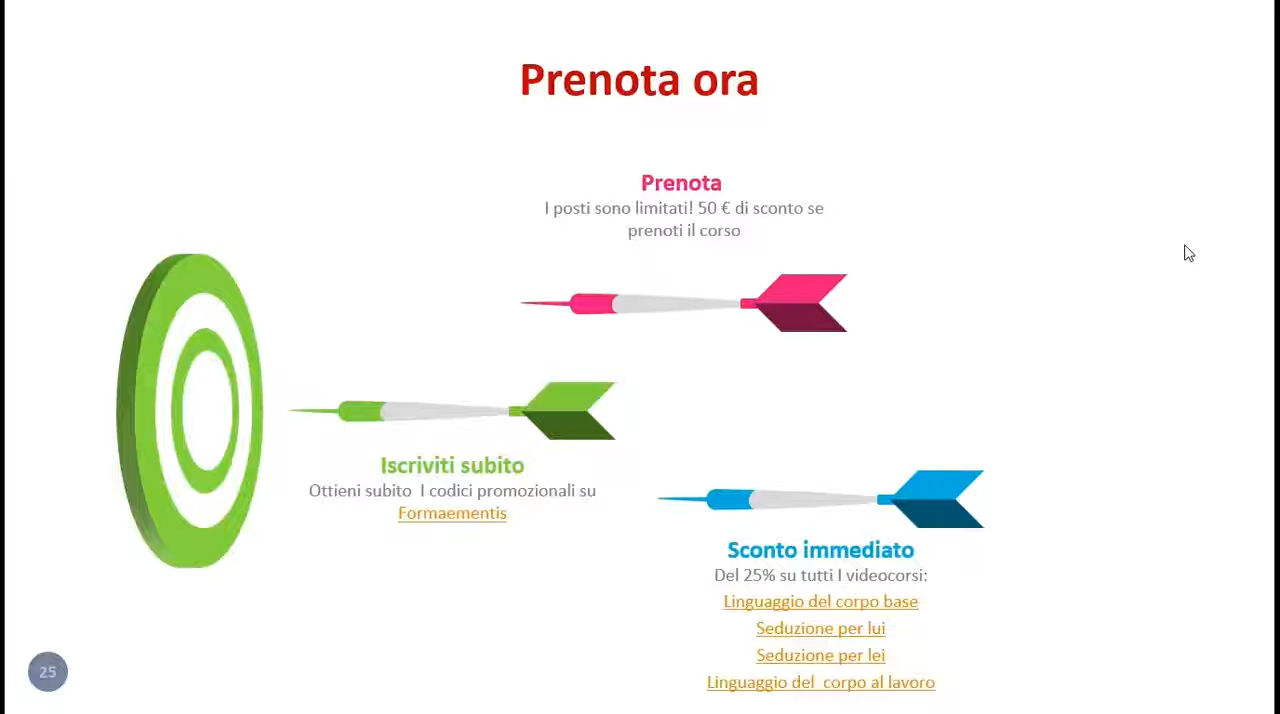 Prenota ora
Prenota
I posti sono limitati! 50 € di sconto se
prenoti il corso
Iscriviti subito
Ottieni subito  I codici promozionali su
Formaementis
Sconto immediato
Del 25% su tutti I videocorsi:
Linguaggio del corpo base
Seduzione per lui
Seduzione per lei
Linguaggio del  corpo al lavoro
25